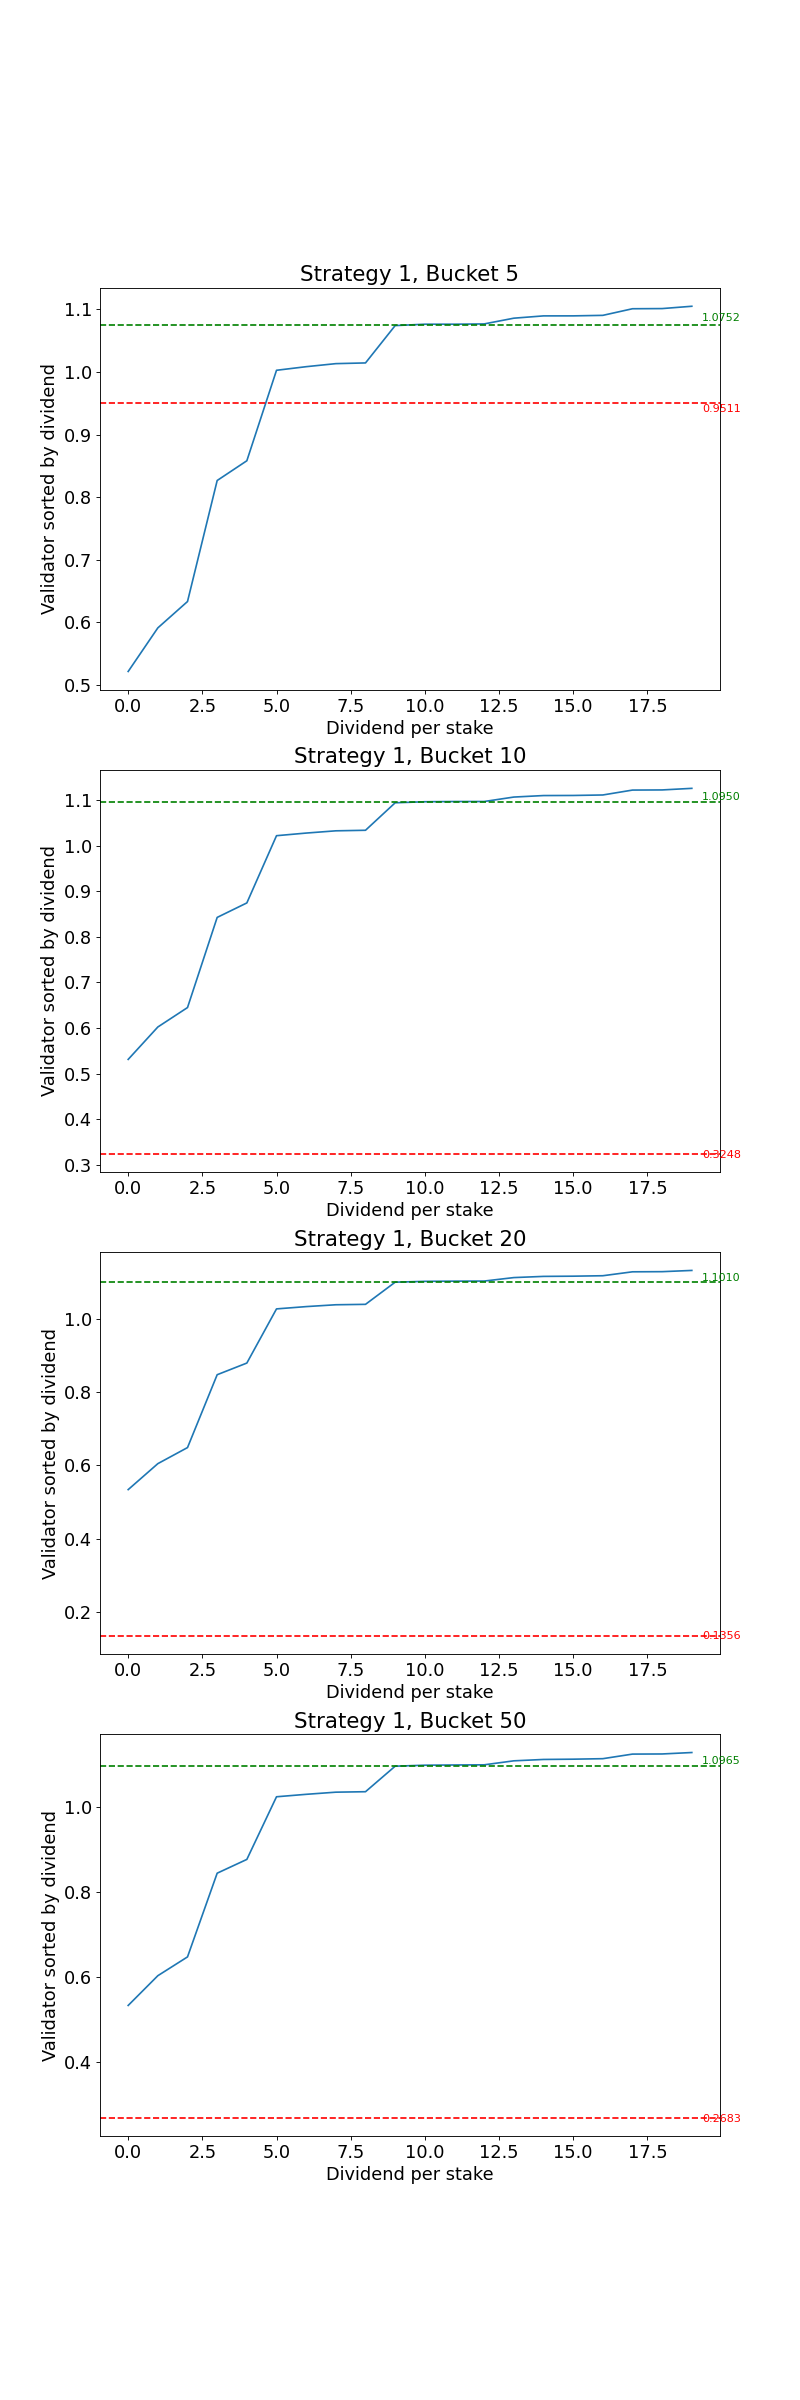 Strategy 1, Bucket 5
1.1
1.0752
1.0
0.9511
0.9
0.8
0.7
0.6
0.5
Validator sorted by dividend
0.0 2.5 5.0 7.5 10.0 12.5 15.0 17.5
Dividend per stake
Strategy 1, Bucket 10
1.1
1.0950
1.0
0.9
0.8
0.7
0.6
0.5
0.4
0.3248
0.3
Validator sorted by dividend
0.0 2.5 5.0 7.5 10.0 12.5 15.0 17.5
Dividend per stake
Strategy 1, Bucket 20
1.1010
1.0
0.8
0.6
0.4
0.2
0.1356
Validator sorted by dividend
0.0 2.5 5.0 7.5 10.0 12.5 15.0 17.5
Dividend per stake
Strategy 1, Bucket 50
1.0965
1.0
0.8
0.6
0.4
0.2683
Validator sorted by dividend
0.0 2.5 5.0 7.5 10.0 12.5 15.0 17.5
Dividend per stake